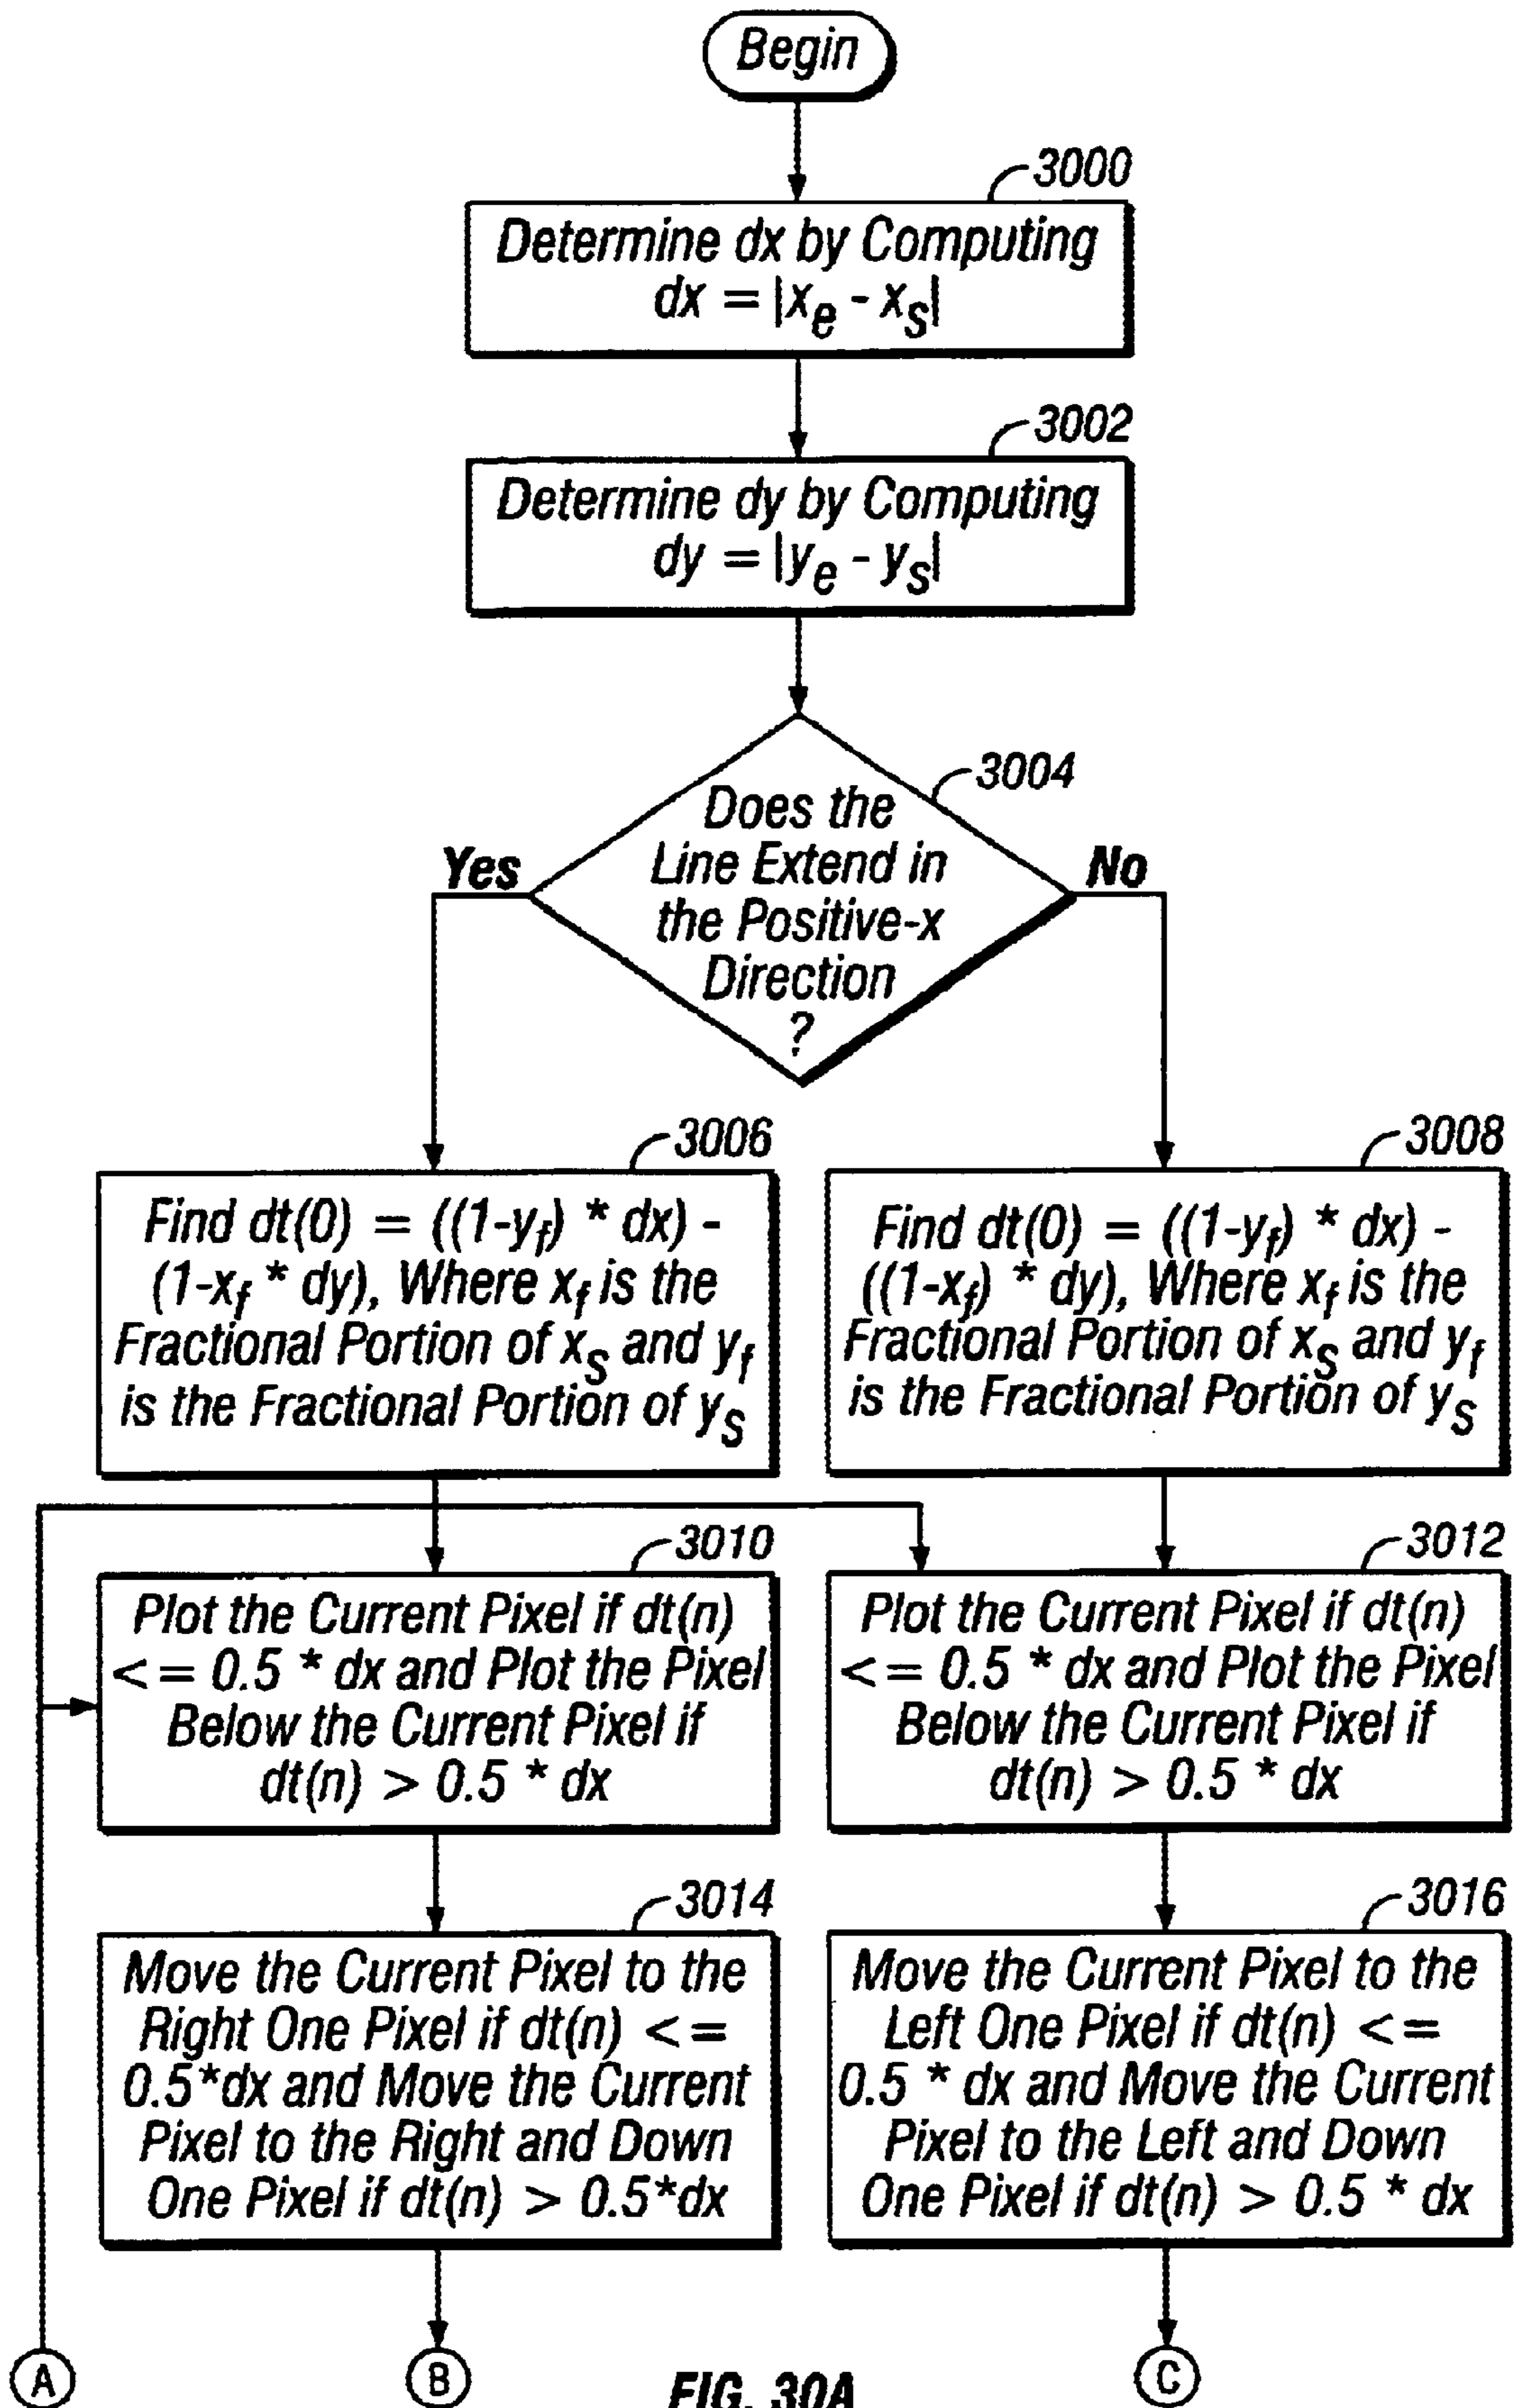 Begin
3000
Determine dx by Computing
dx = |xe - xs|
3002
Determine dy by Computing
dy = |ye - ys|
3004
Does the
Line Extend in
the Positive-x
Direction
?
Yes
No
3006
Find dt(0) = ((1-yf) * dx) -
(1-xf * dy), Where xf is the
Fractional Portion of xs and yf
is the Fractional Portion of ys
3008
Find dt(0) = ((1-yf) * dx) -
((1-xf) * dy), Where xf is the
Fractional Portion of xs and yf
is the Fractional Portion of ys
3010
Plot the Current Pixel if dt(n)
<= 0.5 * dx and Plot the Pixel
Below the Current Pixel if
dt(n) > 0.5 * dx
3012
Plot the Current Pixel if dt(n)
<= 0.5 * dx and Plot the Pixel
Below the Current Pixel if
dt(n) > 0.5 * dx
3014
Move the Current Pixel to the
Right One Pixel if dt(n) <=
0.5*dx and Move the Current
Pixel to the Right and Down
One Pixel if dt(n) > 0.5*dx
3016
Move the Current Pixel to the
Left One Pixel if dt(n) <=
0.5 * dx and Move the Current
Pixel to the Left and Down
One Pixel if dt(n) > 0.5 * dx
A
B
C
FIG. 30A